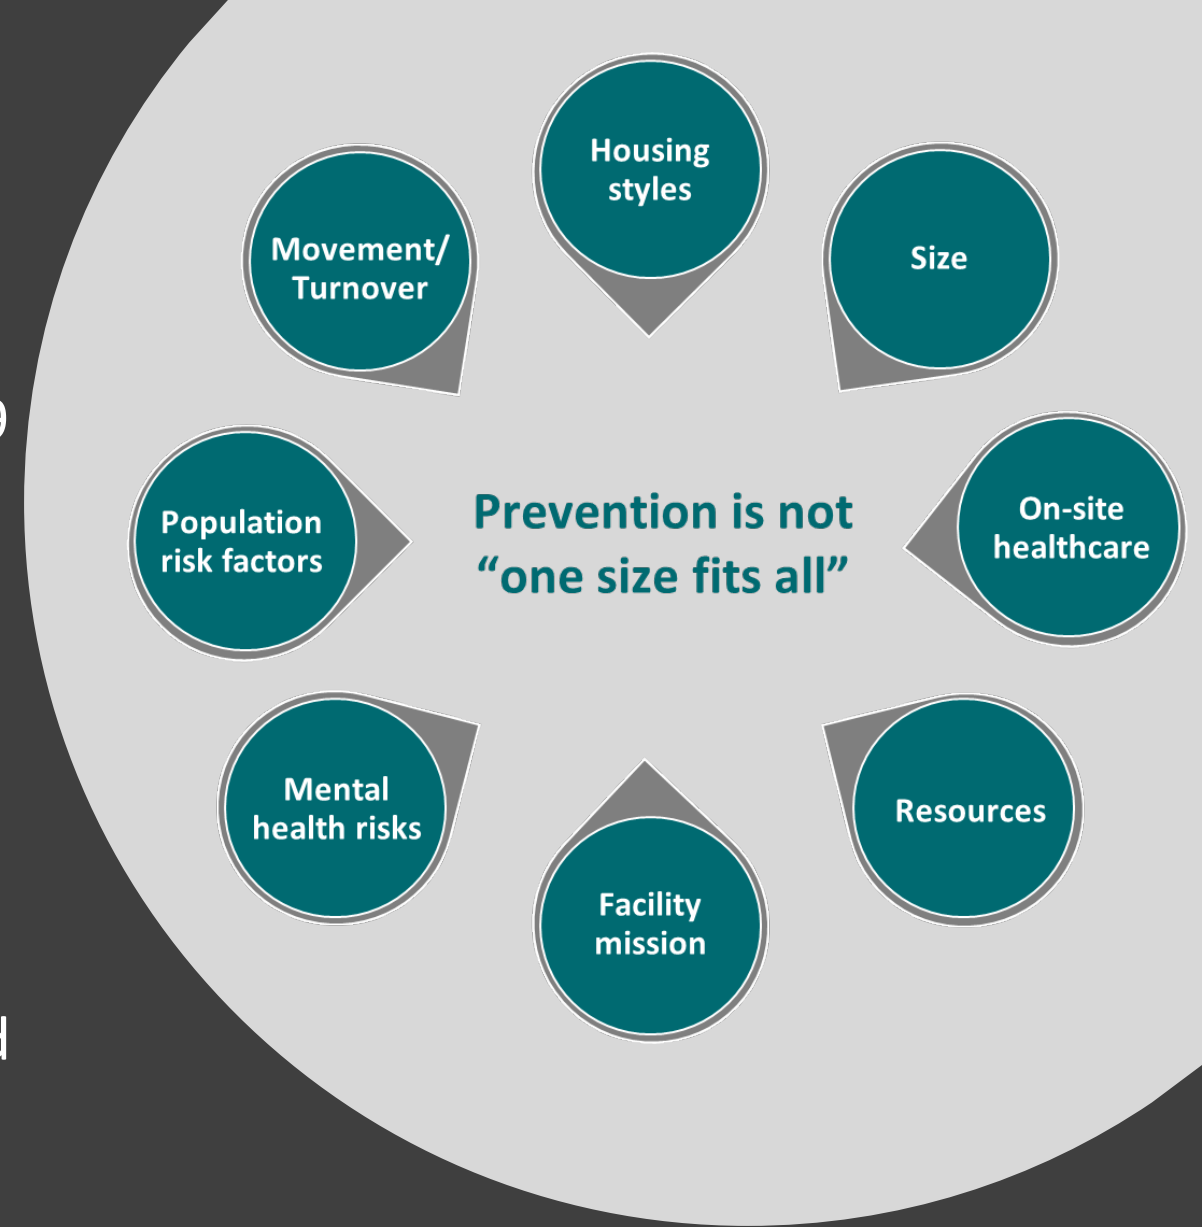 Housing
styles
Size
On-site
healthcare
Resources
Facility
mission
Mental
health risks
Population
risk factors
Movement/
Turnover
Prevention is not
“one size fits all”